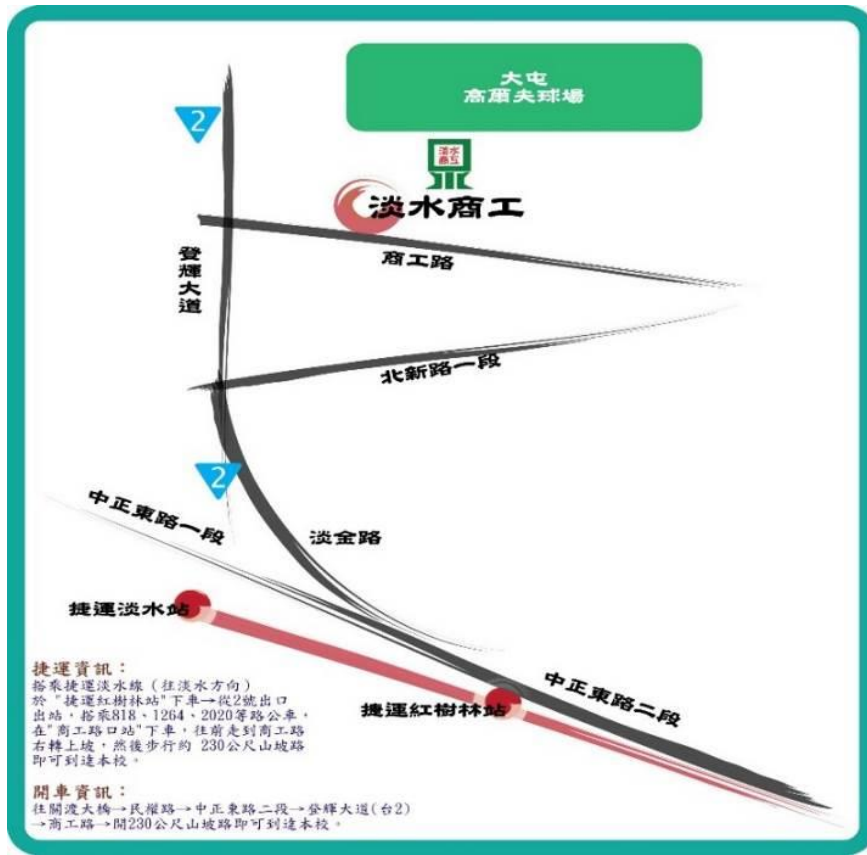 大屯
高爾夫球場
2
淡水
商工
淡水商工
商工路
登輝大道
北新路一段
2
中正東路一段
淡金路
捷運淡水站
捷運紅樹林站
中正東路二段
捷運資訊：
搭乘捷運淡水線（往淡水方向）
於 "捷運紅樹林站" 下車→從2號出口
出站，搭乘818、1264、2020等路公車，
在"商工路口站"下車，往前走到商工路
右轉上坡，然後步行約 230公尺山坡路
即可到達本校。
開車資訊：
往關渡大橋→民權路→中正東路二段→登輝大道(台2)
→商工路→開230公尺山坡路即可到達本校。